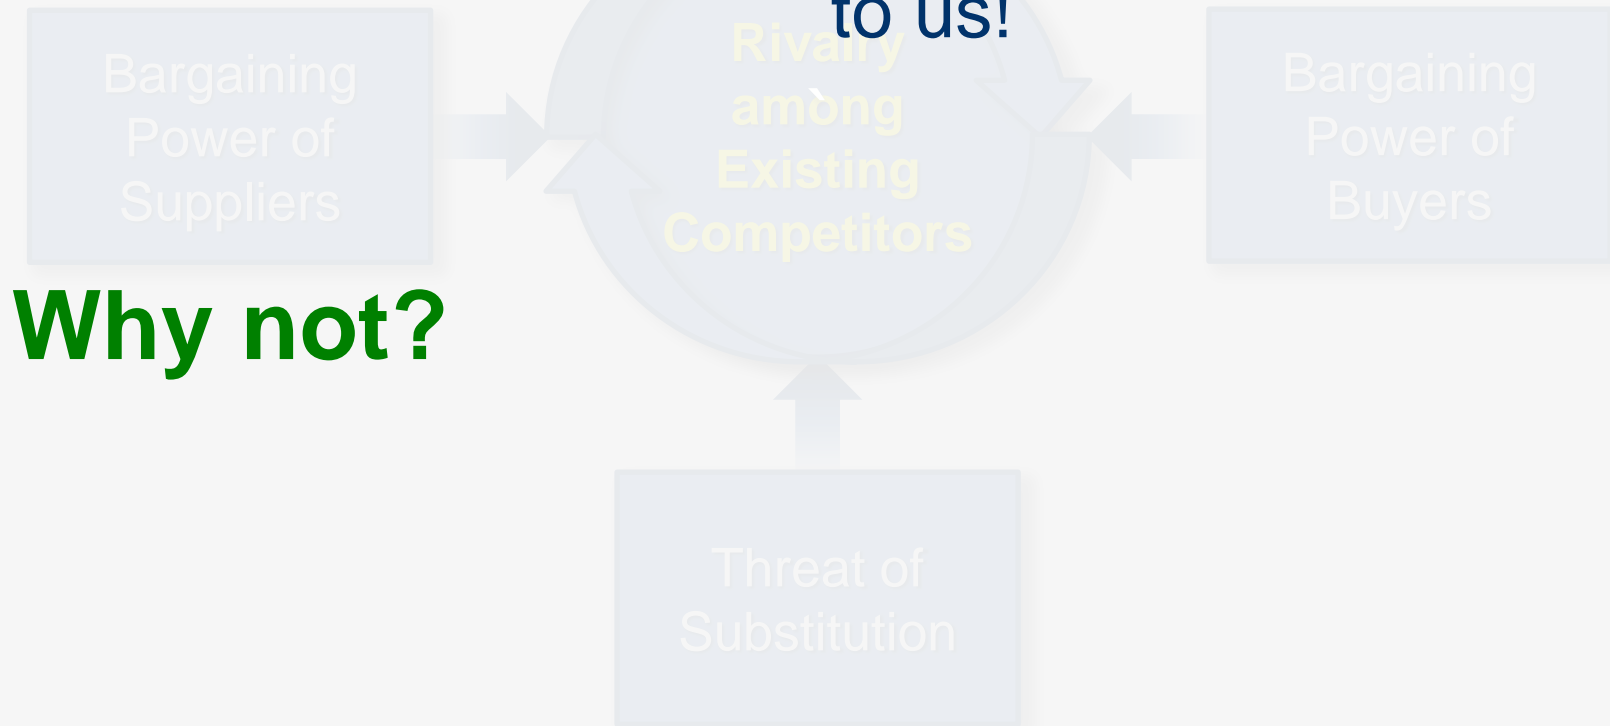 to us!
Bargaining
Power of
Suppliers
Rivalry
among
Existing
Competitors
`
Bargaining
Power of
Buyers
Why not?
Threat of
Substitution